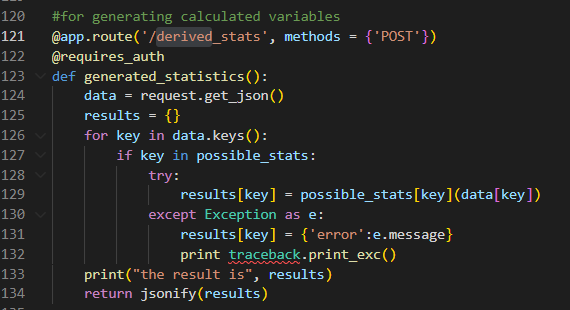 120 #for generating calculated variables
121 @app.route('/derived_stats', methods = {'POST'})
122 @requires_auth
123 def generated_statistics():
124     data = request.get_json()
125     results = {}
126     for key in data.keys():
127         if key in possible_stats:
128             try:
129                 results[key] = possible_stats[key](data[key])
130             except Exception as e:
131                 results[key] = {'error':e.message}
132                 print traceback.print_exc()
133     print("the result is", results)
134     return jsonify(results)